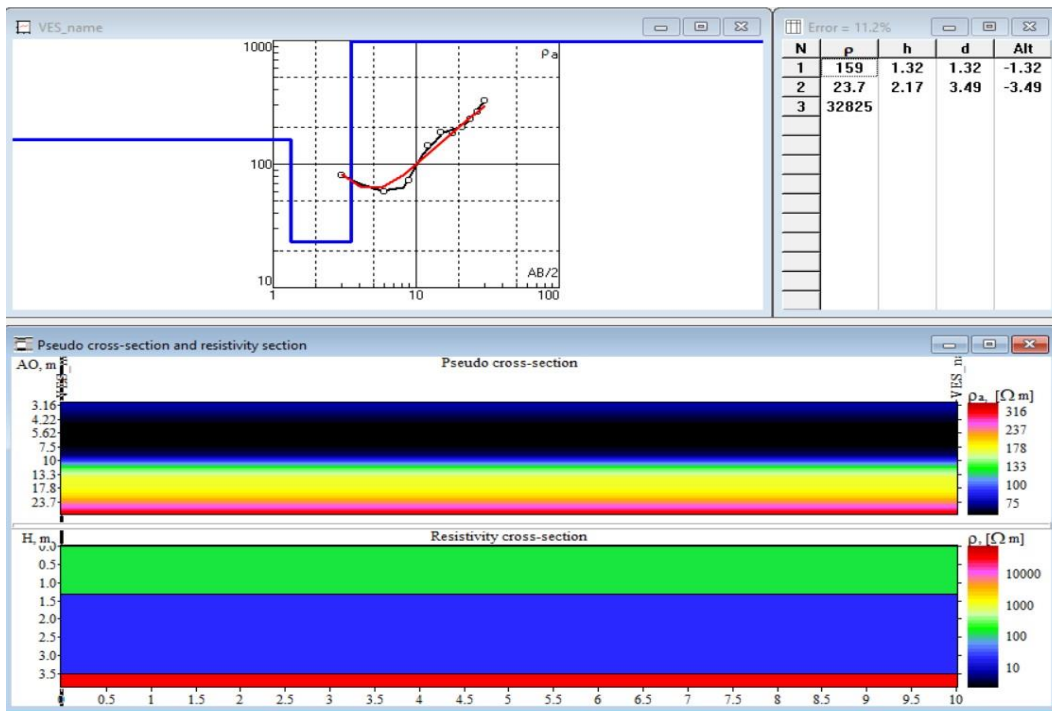 VES_name
1000
ρa
100
10
AB/2
1
10
100
Error = 11.2%
N ρ h d Alt
1 159 1.32 1.32 -1.32
2 23.7 2.17 3.49 -3.49
3 32825
Pseudo cross-section and resistivity section
AO, m
Pseudo cross-section
3.16
4.22
5.62
7.5
10
13.3
17.8
23.7
VES_n
ρa, [Ω m]
316
237
178
133
100
75
H, m
Resistivity cross-section
0.0
0.5
1.0
1.5
2.0
2.5
3.0
3.5
ρ, [Ω m]
10000
1000
100
10
0 0.5 1 1.5 2 2.5 3 3.5 4 4.5 5 5.5 6 6.5 7 7.5 8 8.5 9 9.5 10